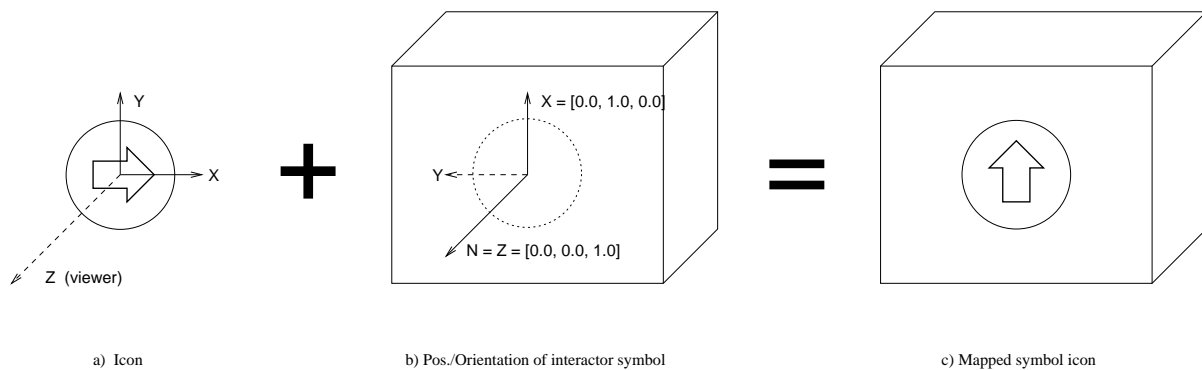 Y
X
Z (viewer)
a) Icon
X = [0.0, 1.0, 0.0]
Y
N = Z = [0.0, 0.0, 1.0]
b) Pos./Orientation of interactor symbol
c) Mapped symbol icon